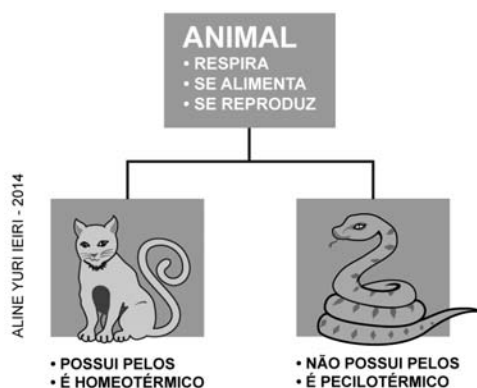 ANIMAL
• RESPIRA
• SE ALIMENTA
• SE REPRODUZ
ALINE YURI IEIRI - 2014
• POSSUI PELOS
• É HOMEOTÉRMICO
• NÃO POSSUI PELOS
• É PECILOTÉRMICO